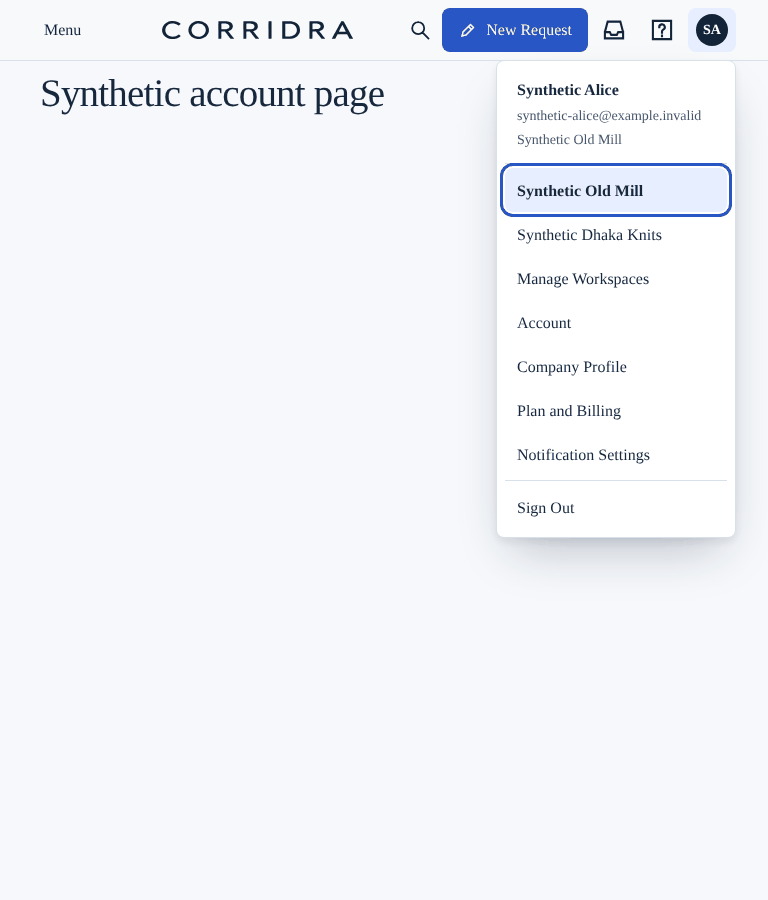 Menu
CORRIDRA
New Request
SA
Synthetic account page
Synthetic Alice
synthetic-alice@example.invalid
Synthetic Old Mill
Synthetic Old Mill
Synthetic Dhaka Knits
Manage Workspaces
Account
Company Profile
Plan and Billing
Notification Settings
Sign Out